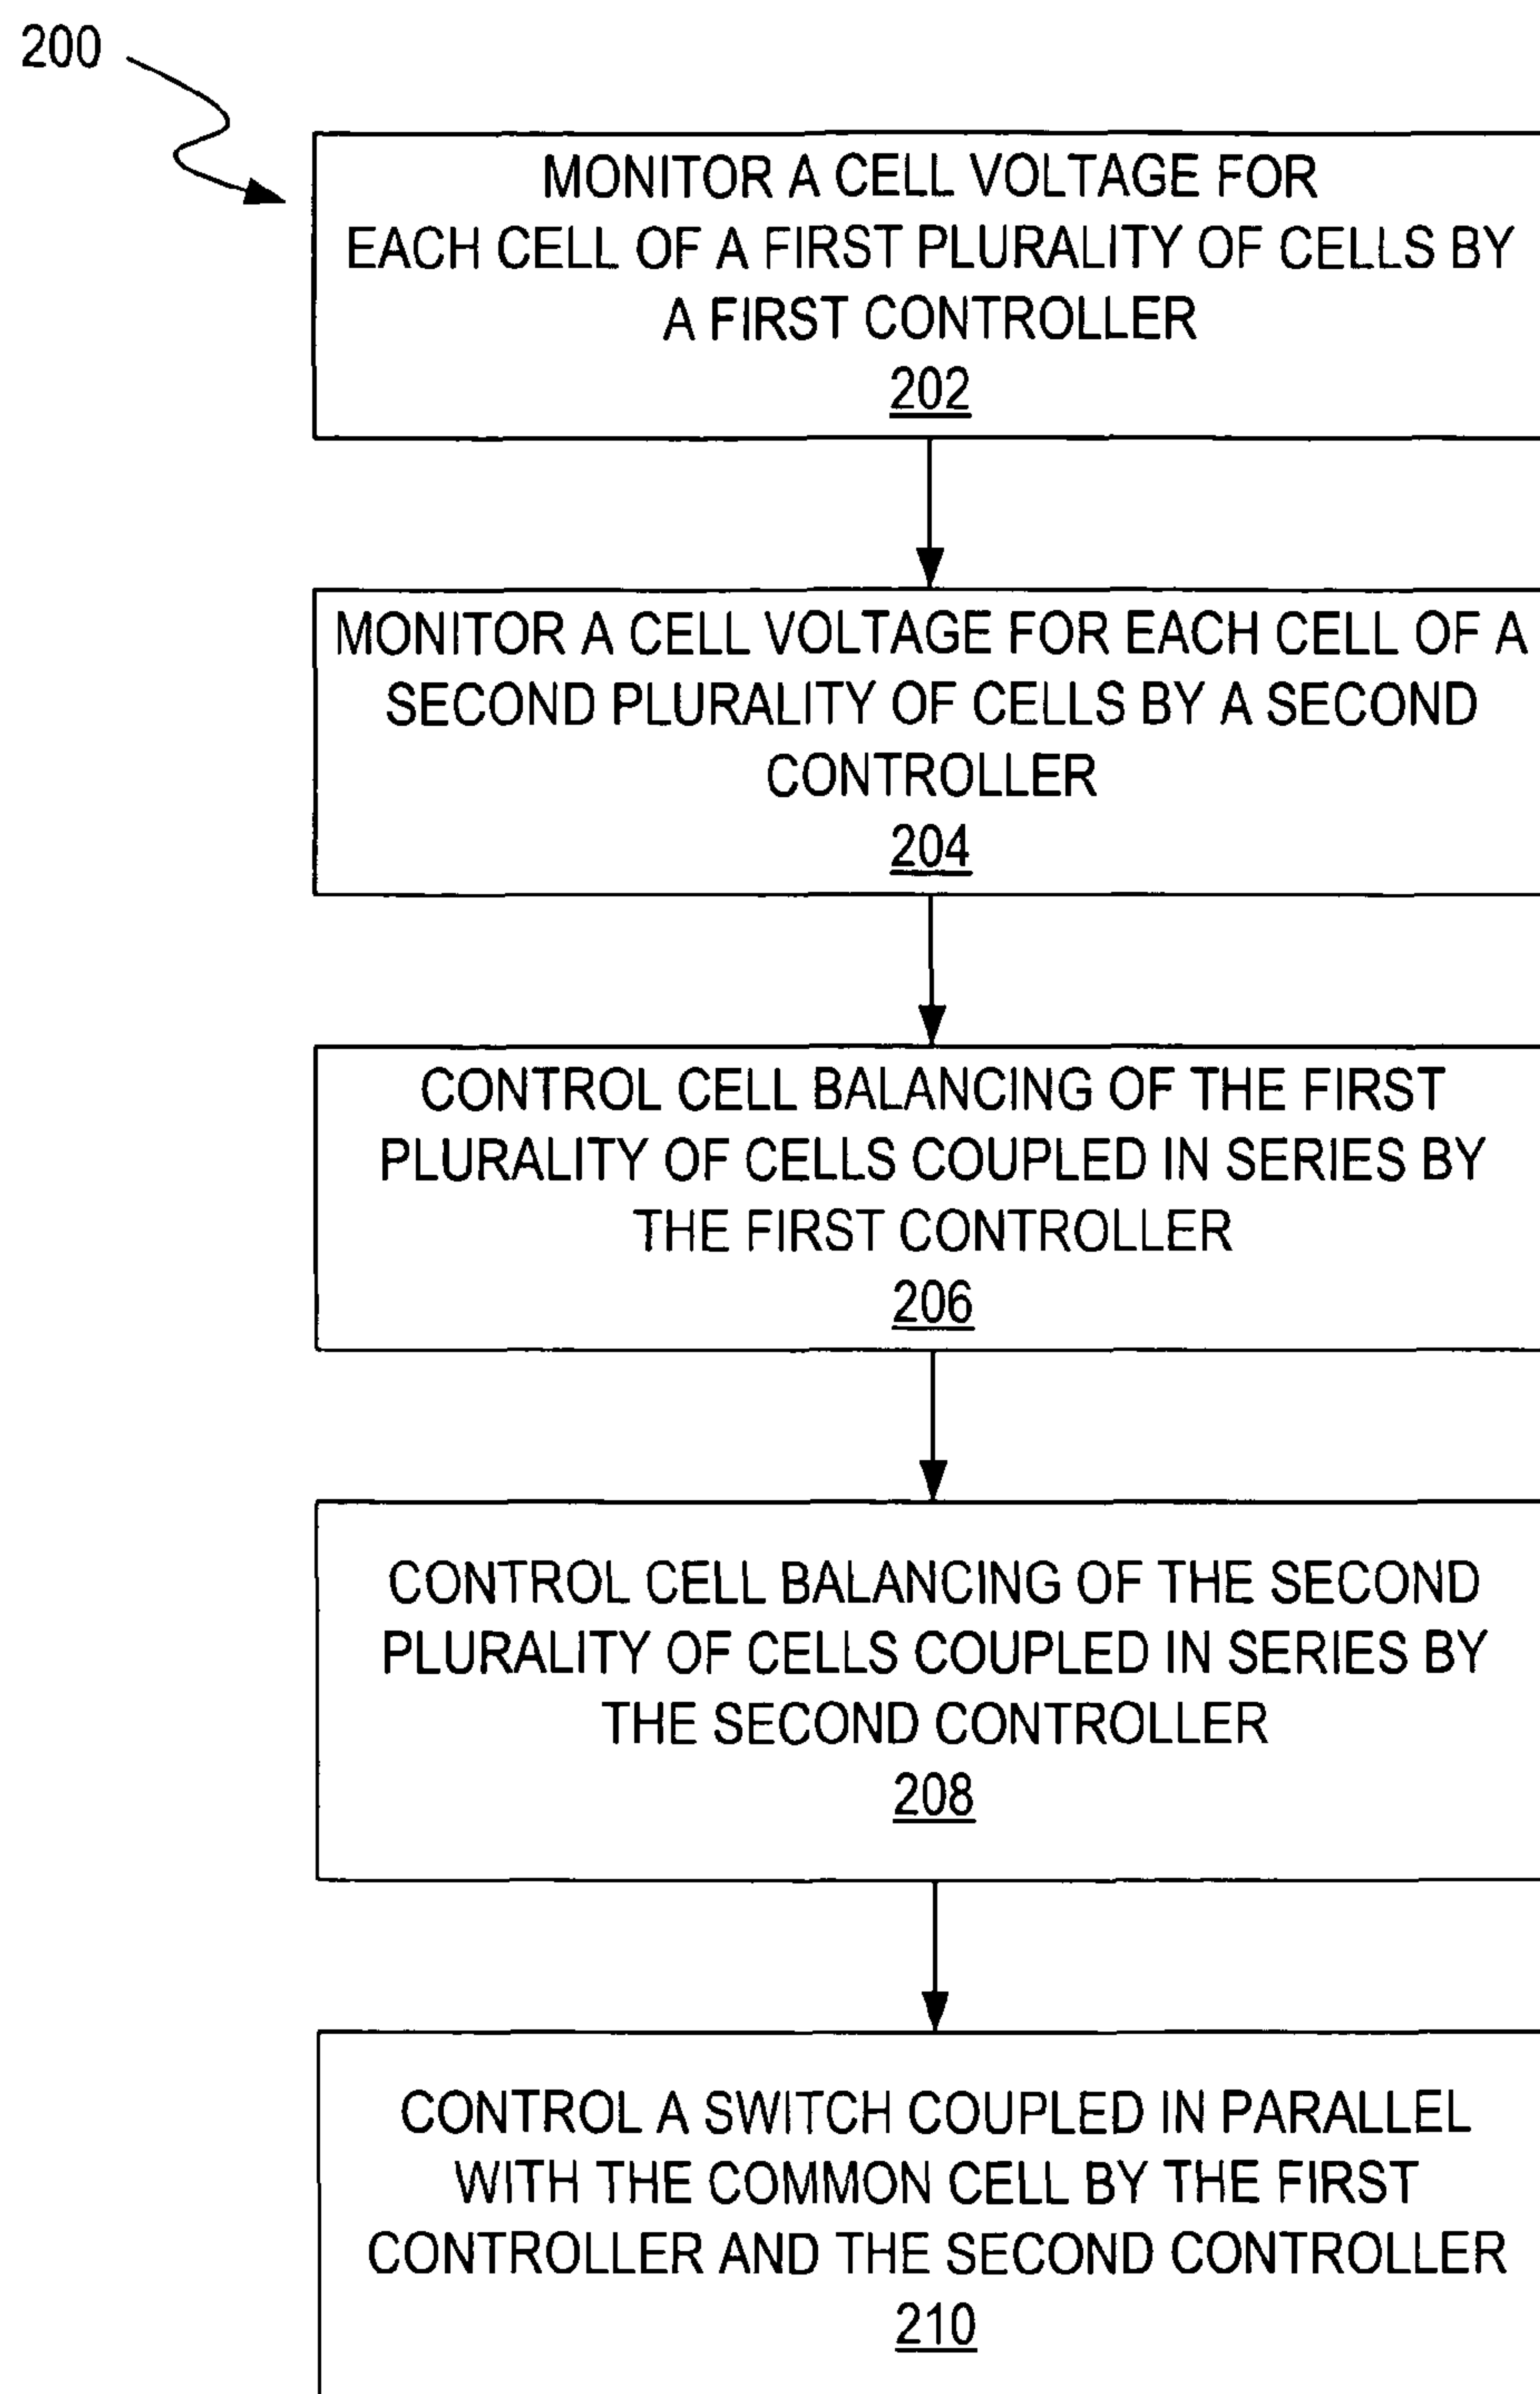 200
MONITOR A CELL VOLTAGE FOR
EACH CELL OF A FIRST PLURALITY OF CELLS BY
A FIRST CONTROLLER
202
MONITOR A CELL VOLTAGE FOR EACH CELL OF A
SECOND PLURALITY OF CELLS BY A SECOND
CONTROLLER
204
CONTROL CELL BALANCING OF THE FIRST
PLURALITY OF CELLS COUPLED IN SERIES BY
THE FIRST CONTROLLER
206
CONTROL CELL BALANCING OF THE SECOND
PLURALITY OF CELLS COUPLED IN SERIES BY
THE SECOND CONTROLLER
208
CONTROL A SWITCH COUPLED IN PARALLEL
WITH THE COMMON CELL BY THE FIRST
CONTROLLER AND THE SECOND CONTROLLER
210